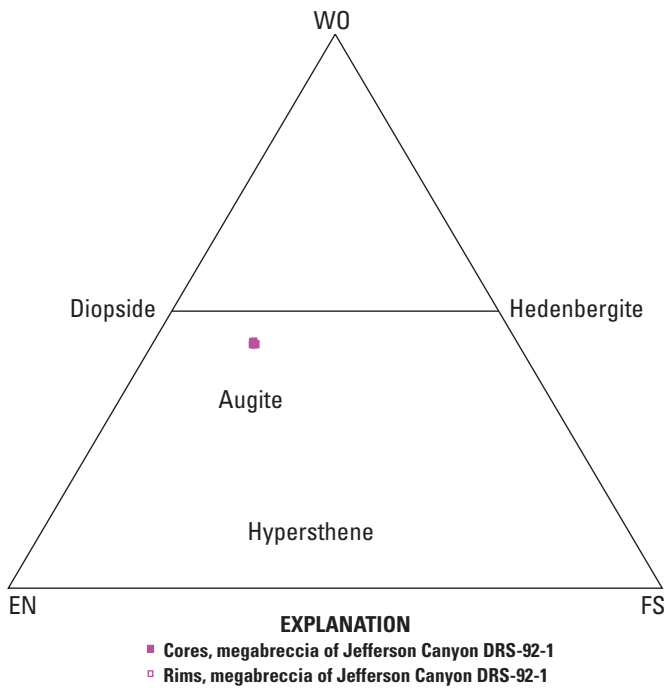 WO
Diopside
Hedenbergite
Augite
Hypersthene
EN
FS
EXPLANATION
Cores, megabreccia of Jefferson Canyon DRS-92-1
Rims, megabreccia of Jefferson Canyon DRS-92-1